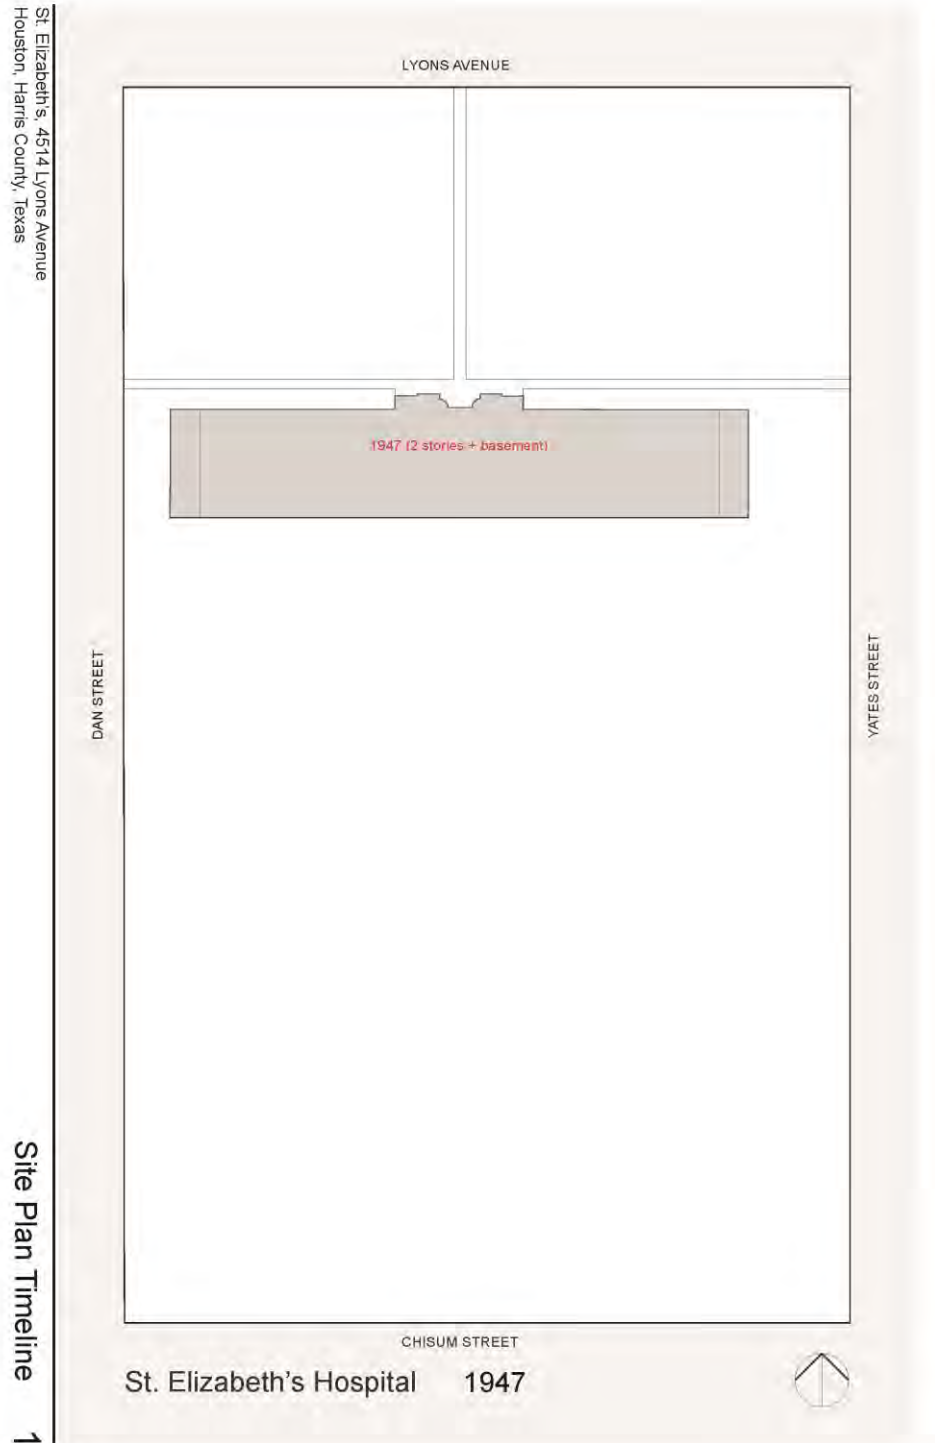 St. Elizabeth's, 4514 Lyons Avenue
Houston, Harris County, Texas
LYONS AVENUE
1947 (2 stories + basement)
DAN STREET
YATES STREET
CHISUM STREET
St. Elizabeth's Hospital 1947
Site Plan Timeline 1